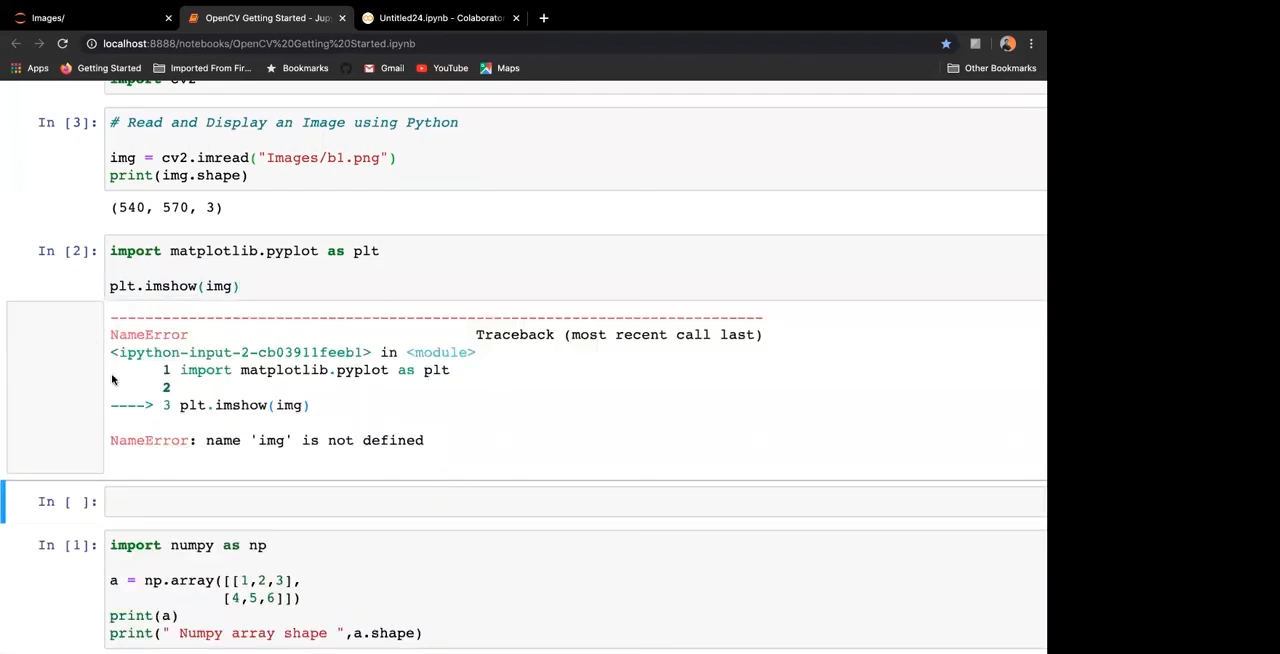 Images/
OpenCV Getting Started - Jup
Untitled24.ipynb - Colaborato
localhost:8888/notebooks/OpenCV%20Getting%20Started.ipynb
Apps
Getting Started
Imported From Fir...
Bookmarks
Gmail
YouTube
Maps
Other Bookmarks
import cv2
In [3]:
# Read and Display an Image using Python
img = cv2.imread("Images/b1.png")
print(img.shape)
(540, 570, 3)
In [2]:
import matplotlib.pyplot as plt
plt.imshow(img)
---------------------------------------------------------------------------
NameError Traceback (most recent call last)
<ipython-input-2-cb03911feeb1> in <module>
1 import matplotlib.pyplot as plt
2
----> 3 plt.imshow(img)
NameError: name 'img' is not defined
In [ ]:
In [1]:
import numpy as np
a = np.array([[1,2,3],
[4,5,6]])
print(a)
print(" Numpy array shape ",a.shape)